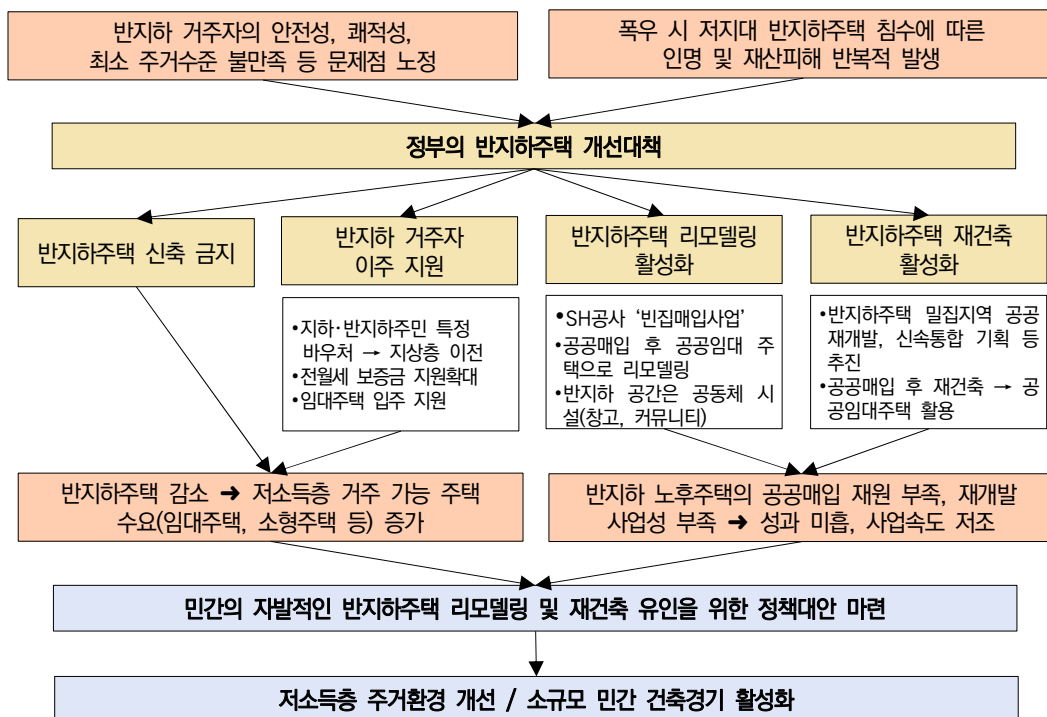 반지하 거주자의 안전성, 쾌적성,
최소 주거수준 불만족 등 문제점 노정
폭우 시 저지대 반지하주택 침수에 따른
인명 및 재산피해 반복적 발생
정부의 반지하주택 개선대책
반지하주택 신축 금지
반지하 거주자
이주 지원
반지하주택 리모델링
활성화
반지하주택 재건축
활성화
•지하·반지하주민 특정
바우처 → 지상층 이전
•전월세 보증금 지원확대
•임대주택 입주 지원
•SH공사 ‘빈집매입사업’
•공공매입 후 공공임대 주
택으로 리모델링
•반지하 공간은 공동체 시
설(창고, 커뮤니티)
•반지하주택 밀집지역 공공
재개발, 신속통합 기획 등
추진
•공공매입 후 재건축 → 공
공임대주택 활용
반지하주택 감소 ➜ 저소득층 거주 가능 주택
수요(임대주택, 소형주택 등) 증가
반지하 노후주택의 공공매입 재원 부족, 재개발
사업성 부족 ➜ 성과 미흡, 사업속도 저조
민간의 자발적인 반지하주택 리모델링 및 재건축 유인을 위한 정책대안 마련
저소득층 주거환경 개선 / 소규모 민간 건축경기 활성화